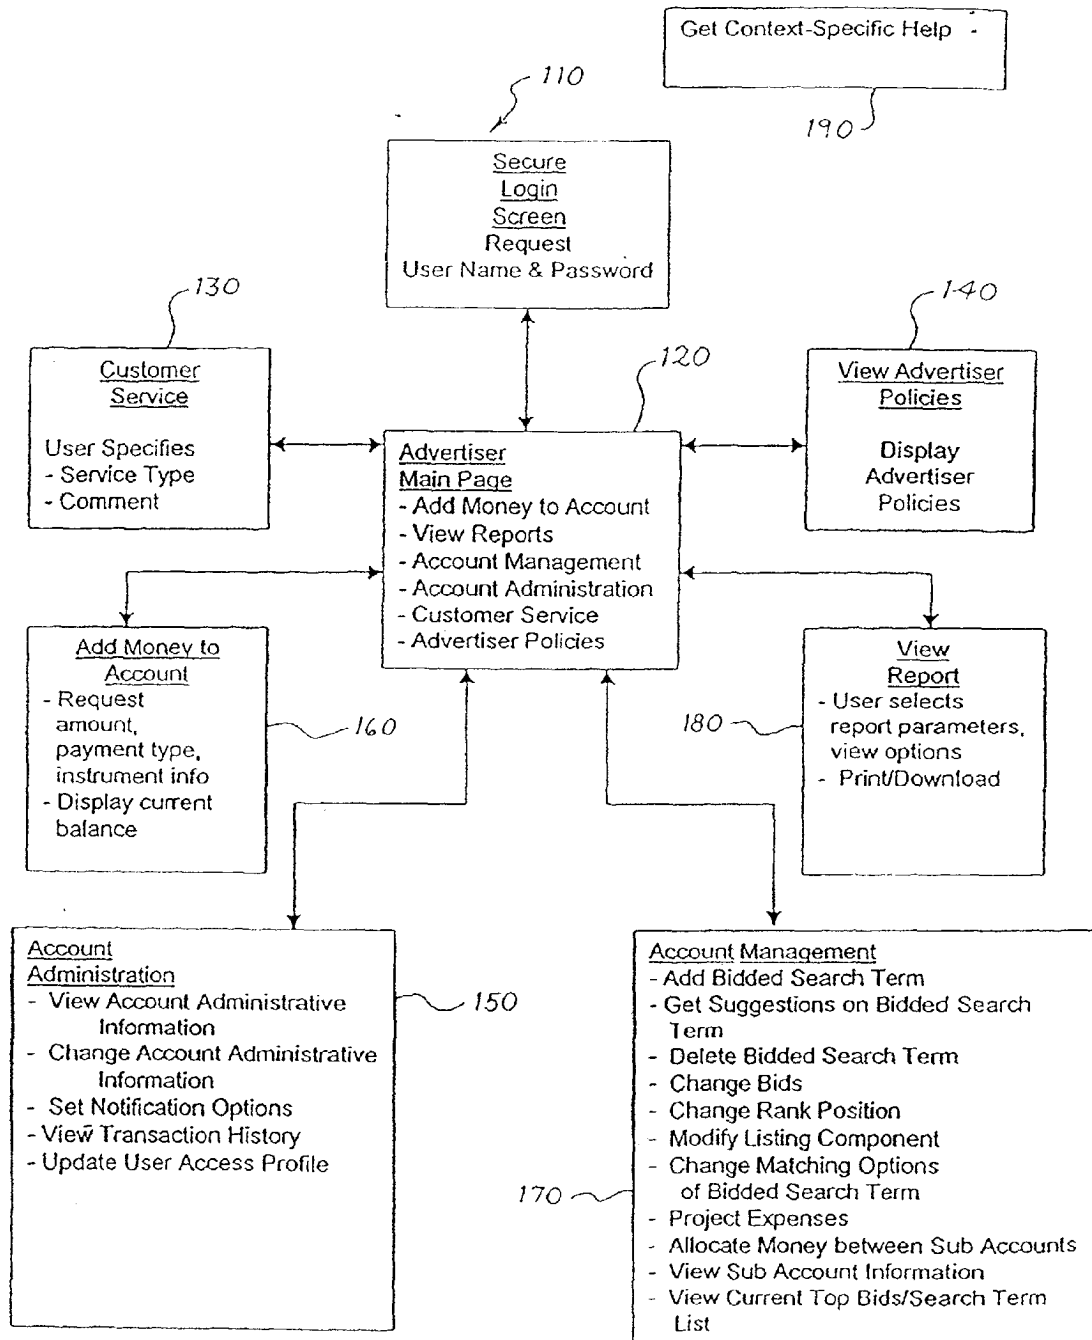 Get Context-Specific Help
190
110
Secure
Login
Screen
Request
User Name & Password
130
Customer
Service
User Specifies
- Service Type
- Comment
120
Advertiser
Main Page
- Add Money to Account
- View Reports
- Account Management
- Account Administration
- Customer Service
- Advertiser Policies
140
View Advertiser
Policies
Display
Advertiser
Policies
Add Money to
Account
- Request
amount,
payment type,
instrument info
- Display current
balance
160
View
Report
- User selects
report parameters,
view options
- Print/Download
180
Account
Administration
- View Account Administrative
Information
- Change Account Administrative
Information
- Set Notification Options
- View Transaction History
- Update User Access Profile
150
Account Management
- Add Bidded Search Term
- Get Suggestions on Bidded Search
Term
- Delete Bidded Search Term
- Change Bids
- Change Rank Position
- Modify Listing Component
- Change Matching Options
of Bidded Search Term
- Project Expenses
- Allocate Money between Sub Accounts
- View Sub Account Information
- View Current Top Bids/Search Term
List
170